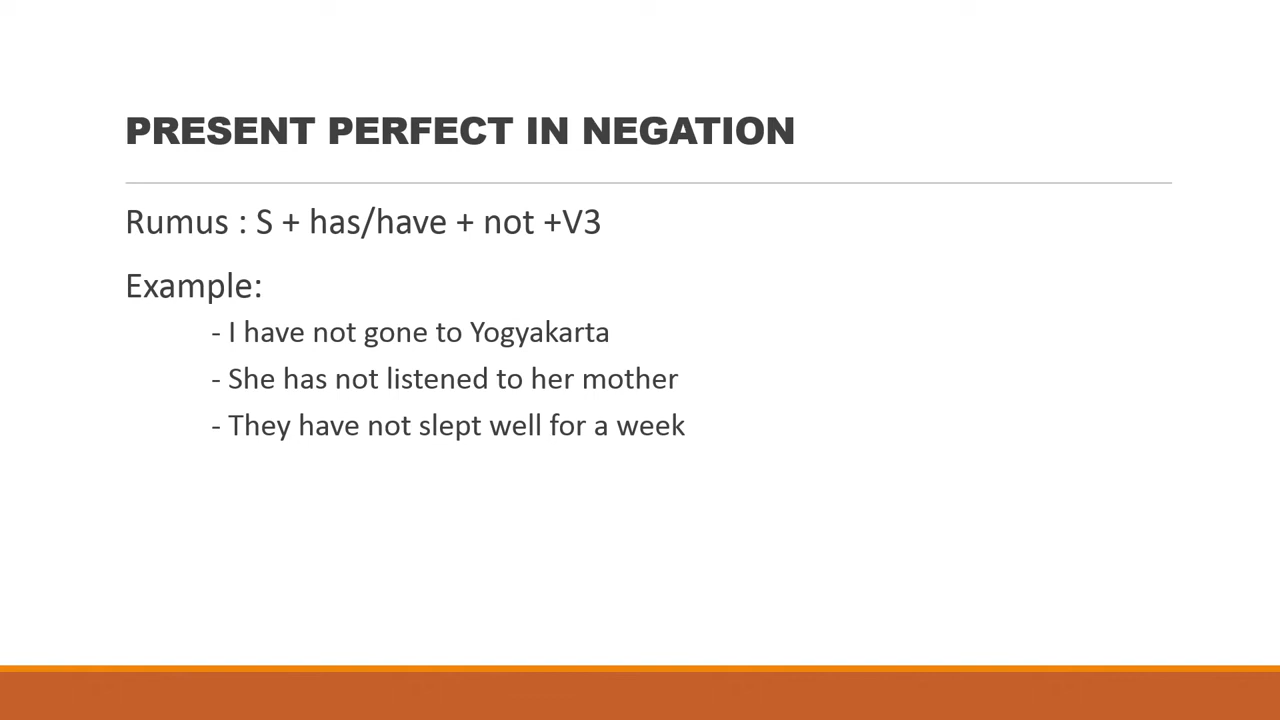 PRESENT PERFECT IN NEGATION
Rumus : S + has/have + not +V3
Example:
- I have not gone to Yogyakarta
- She has not listened to her mother
- They have not slept well for a week